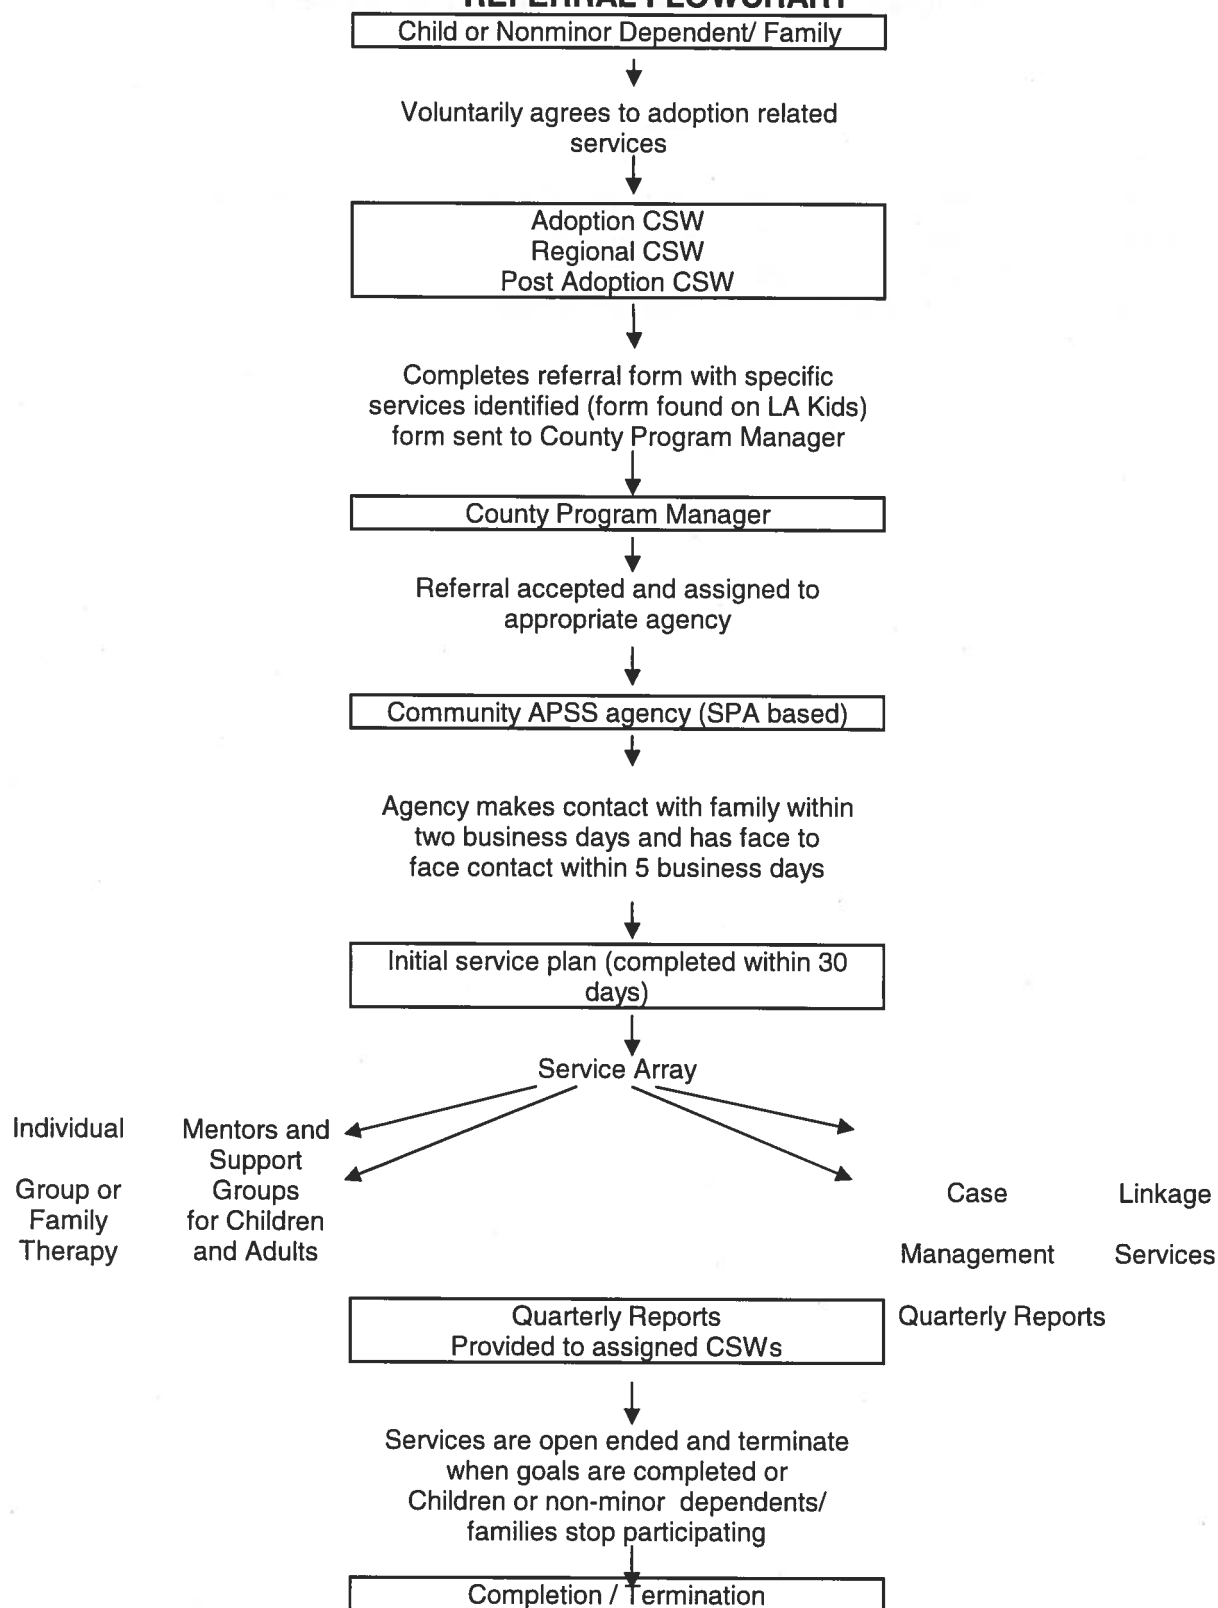 REFERRAL FLOWCHART
Child or Nonminor Dependent/ Family
Voluntarily agrees to adoption related
services
Adoption CSW
Regional CSW
Post Adoption CSW
Completes referral form with specific
services identified (form found on LA Kids)
form sent to County Program Manager
County Program Manager
Referral accepted and assigned to
appropriate agency
Community APSS agency (SPA based)
Agency makes contact with family within
two business days and has face to
face contact within 5 business days
Initial service plan (completed within 30
days)
Service Array
Individual
Group or
Family
Therapy
Mentors and
Support
Groups
for Children
and Adults
Case
Management
Linkage
Services
Quarterly Reports
Provided to assigned CSWs
Quarterly Reports
Services are open ended and terminate
when goals are completed or
Children or non-minor dependents/
families stop participating
Completion / Termination